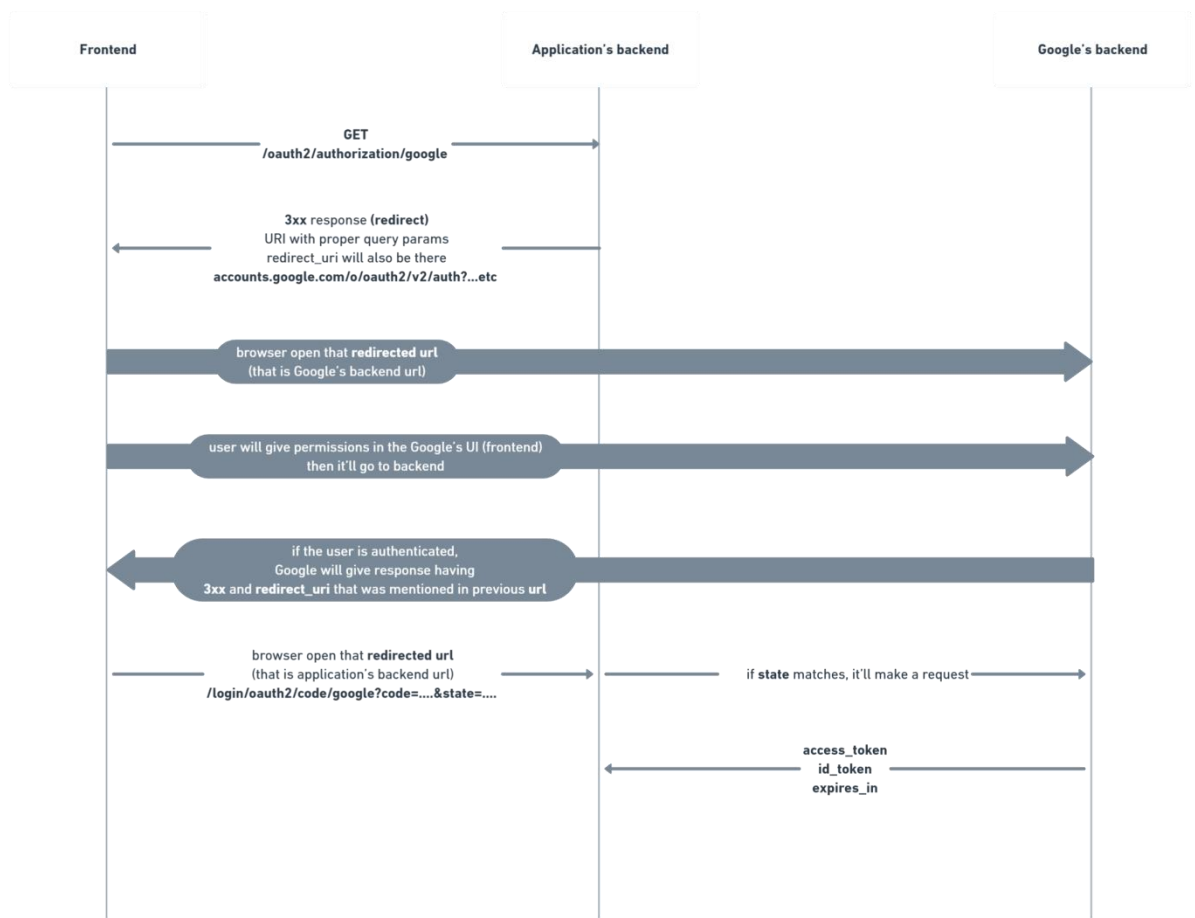 Frontend
Application's backend
Google's backend
GET
/oauth2/authorization/google
3xx response (redirect)
URI with proper query params
redirect_uri will also be there
accounts.google.com/o/oauth2/v2/auth?...etc
browser open that redirected url
(that is Google's backend url)
user will give permissions in the Google's UI (frontend)
then it'll go to backend
if the user is authenticated,
Google will give response having
3xx and redirect_uri that was mentioned in previous url
browser open that redirected url
(that is application's backend url)
/login/oauth2/code/google?code=....&state=....
if state matches, it'll make a request
access_token
id_token
expires_in